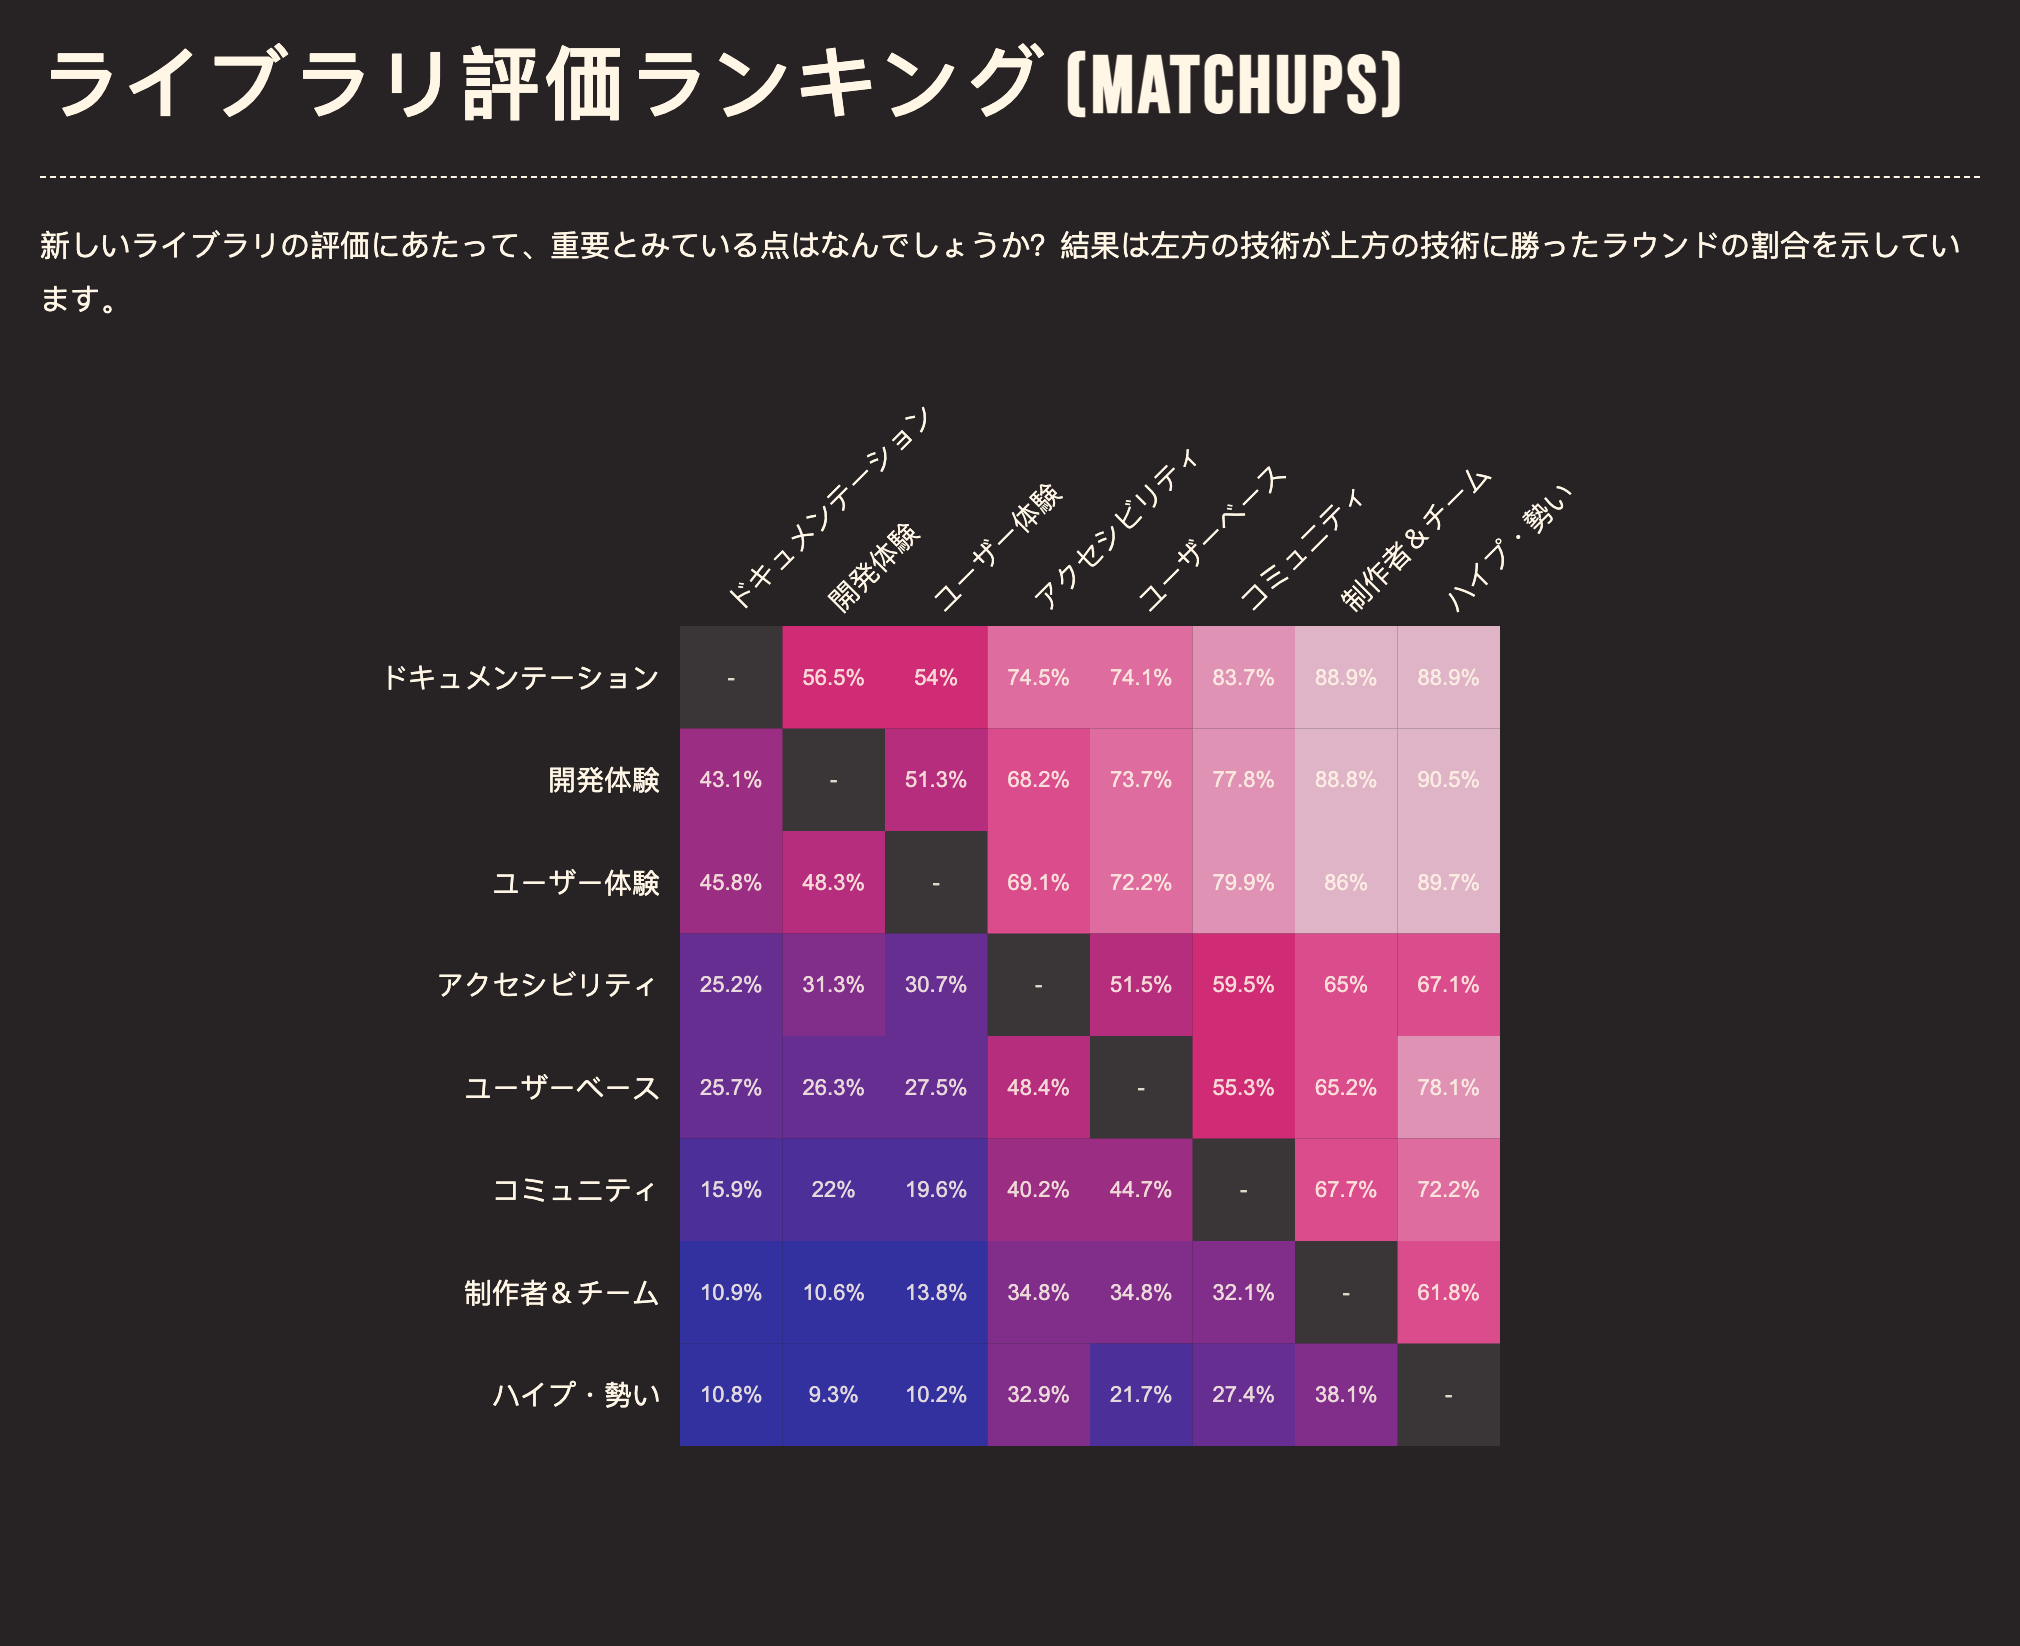 ライブラリ評価ランキング (MATCHUPS)
新しいライブラリの評価にあたって、重要とみている点はなんでしょうか? 結果は左方の技術が上方の技術に勝ったラウンドの割合を示してい
ます。
ドキュメンテーション 開発体験 ユーザー体験 アクセシビリティ ユーザーベース コミュニティ 制作者＆チーム ハイプ・勢い
ドキュメンテーション - 56.5% 54% 74.5% 74.1% 83.7% 88.9% 88.9%
開発体験 43.1% - 51.3% 68.2% 73.7% 77.8% 88.8% 90.5%
ユーザー体験 45.8% 48.3% - 69.1% 72.2% 79.9% 86% 89.7%
アクセシビリティ 25.2% 31.3% 30.7% - 51.5% 59.5% 65% 67.1%
ユーザーベース 25.7% 26.3% 27.5% 48.4% - 55.3% 65.2% 78.1%
コミュニティ 15.9% 22% 19.6% 40.2% 44.7% - 67.7% 72.2%
制作者＆チーム 10.9% 10.6% 13.8% 34.8% 34.8% 32.1% - 61.8%
ハイプ・勢い 10.8% 9.3% 10.2% 32.9% 21.7% 27.4% 38.1% -